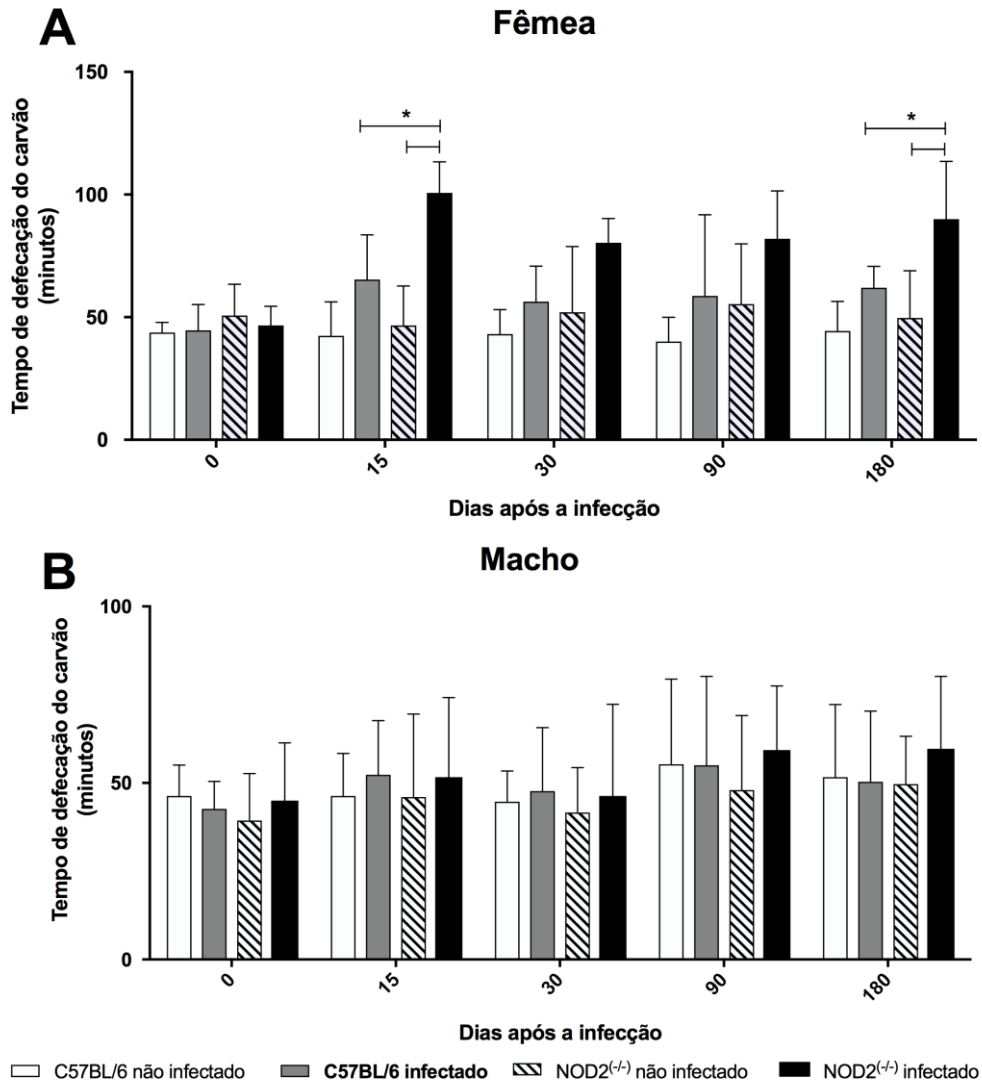 A
Fêmea
Tempo de defecação do carvão
(minutos)
150
100
50
0
*
*
0
15
30
90
180
Dias após a infecção
B
Macho
Tempo de defecação do carvão
(minutos)
100
50
0
0
15
30
90
180
Dias após a infecção
C57BL/6 não infectado
C57BL/6 infectado
NOD2(-/-) não infectado
NOD2(-/-) infectado